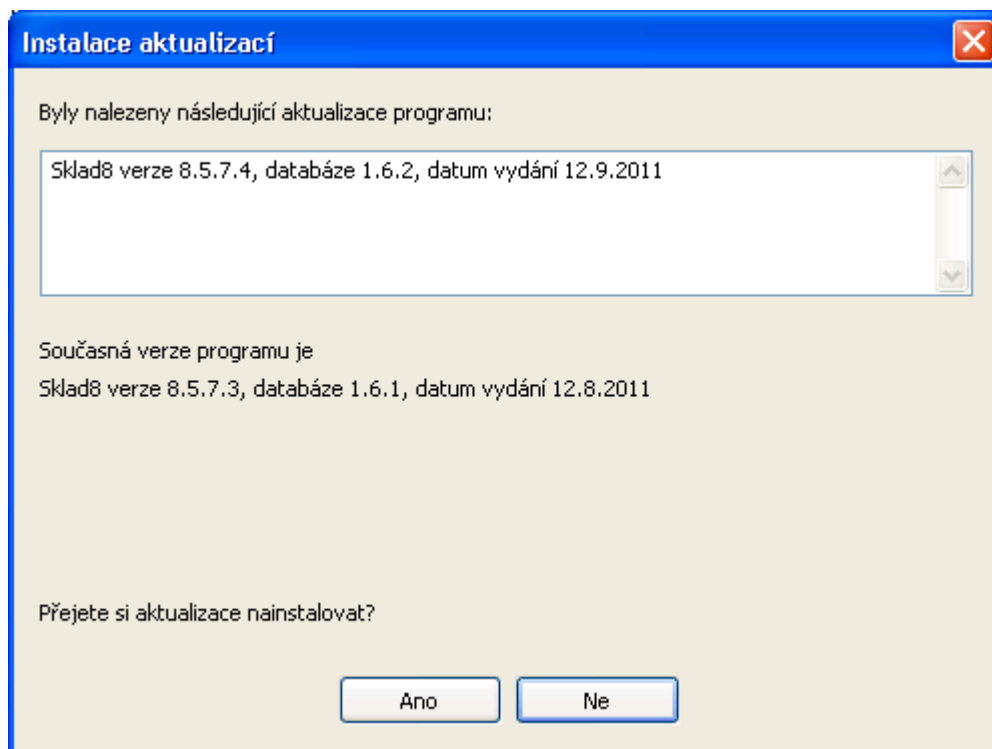 Instalace aktualizací
Byly nalezeny následující aktualizace programu:
Sklad8 verze 8.5.7.4, databáze 1.6.2, datum vydání 12.9.2011
Současná verze programu je
Sklad8 verze 8.5.7.3, databáze 1.6.1, datum vydání 12.8.2011
Přejete si aktualizace nainstalovat?
Ano
Ne